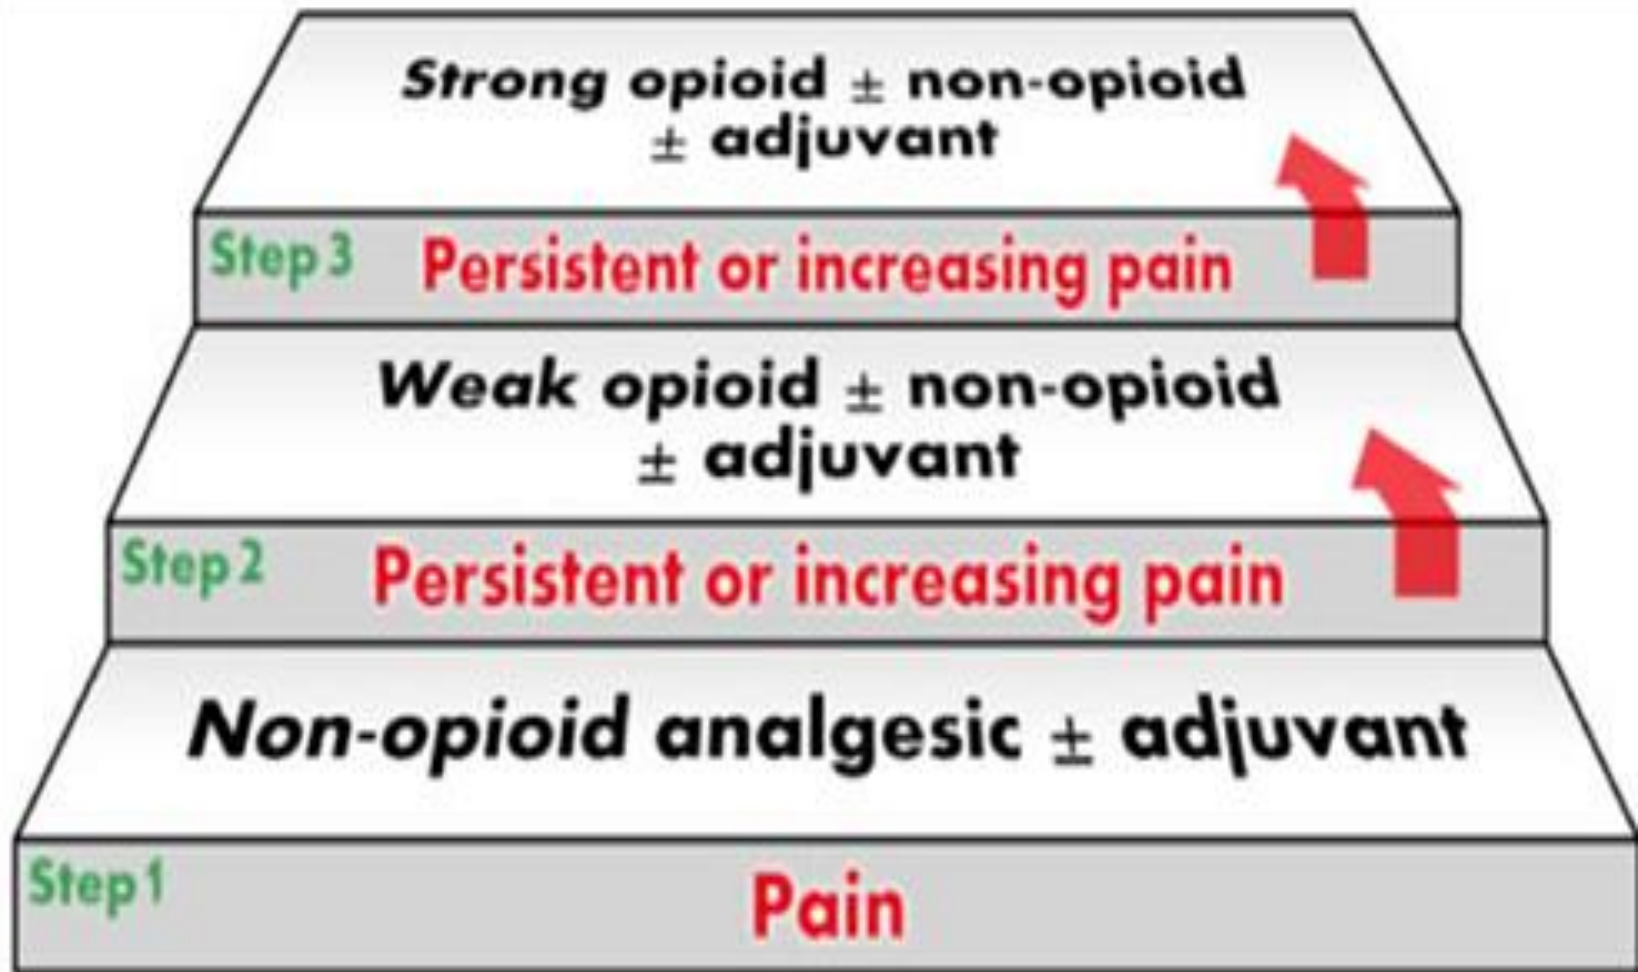 Strong opioid ± non-opioid
± adjuvant
Step 3 Persistent or increasing pain
Weak opioid ± non-opioid
± adjuvant
Step 2 Persistent or increasing pain
Non-opioid analgesic ± adjuvant
Step 1 Pain